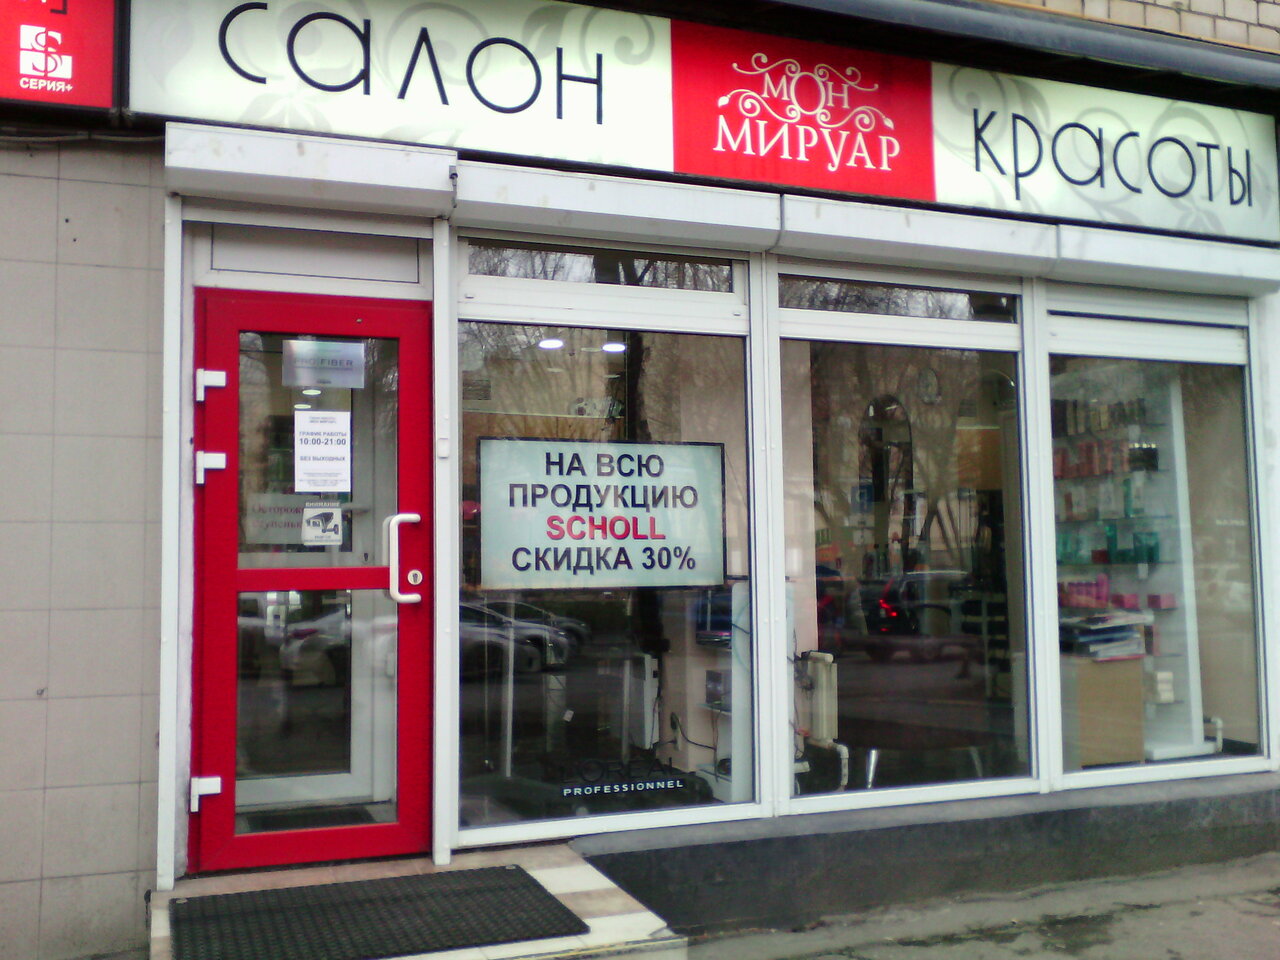 СЕРИЯ+
САЛОН
МОН
МИРУАР
КРАСОТЫ
PRO FIBER
ГРАФИК РАБОТЫ
10:00-21:00
БЕЗ ВЫХОДНЫХ
ВНИМАНИЕ
НА ВСЮ
ПРОДУКЦИЮ
SCHOLL
СКИДКА 30%
PROFESSIONNEL